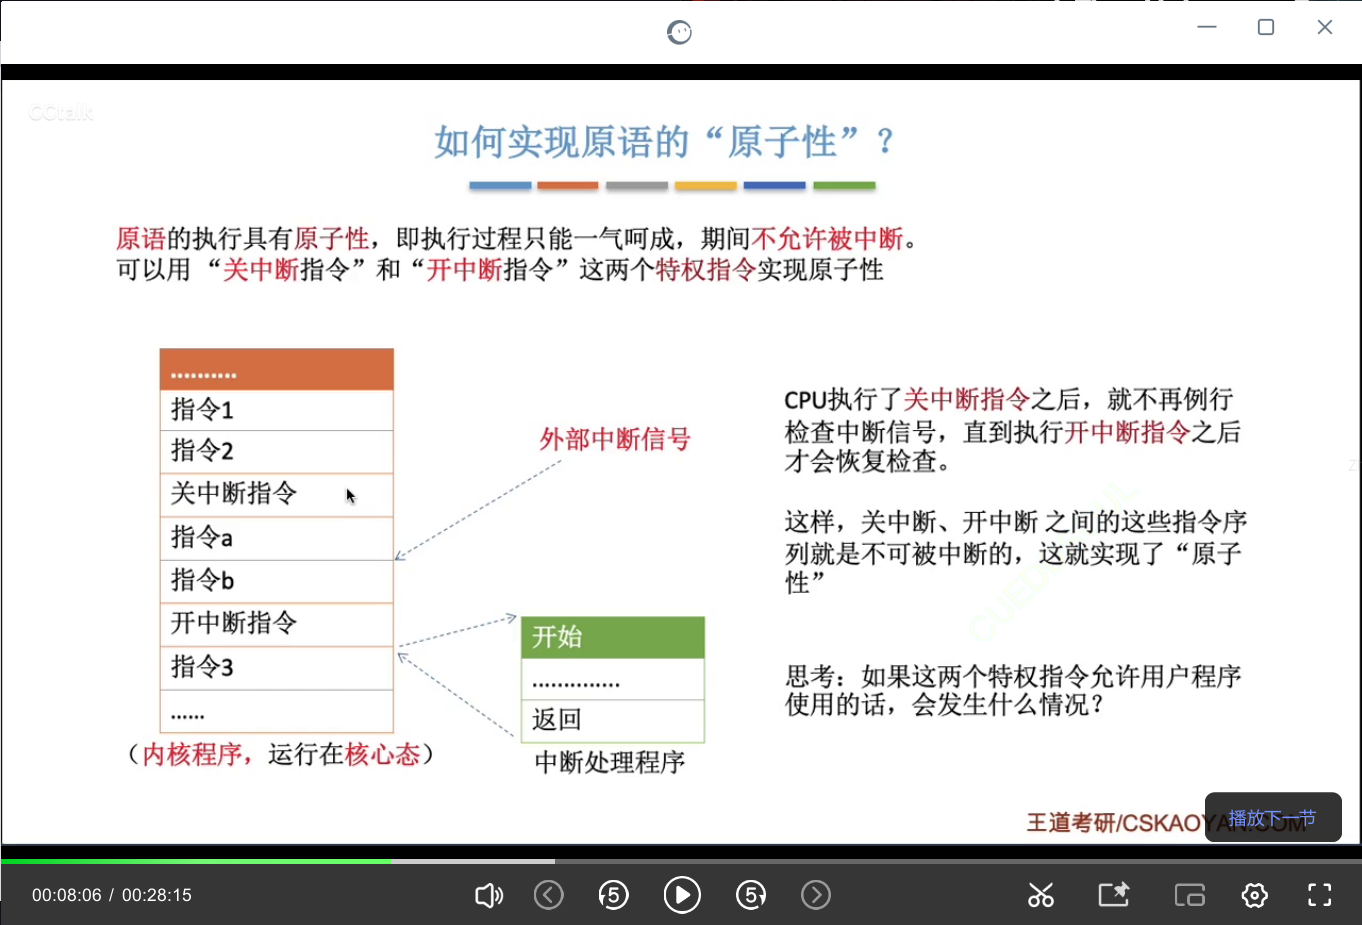 CCtalk
如何实现原语的“原子性”？
原语的执行具有原子性，即执行过程只能一气呵成，期间不允许被中断。
可以用 “关中断指令”和“开中断指令”这两个特权指令实现原子性
..........
指令1
指令2
关中断指令
指令a
指令b
开中断指令
指令3
......
（内核程序，运行在核心态）
外部中断信号
开始
..............
返回
中断处理程序
CPU执行了关中断指令之后，就不再例行
检查中断信号，直到执行开中断指令之后
才会恢复检查。
这样，关中断、开中断 之间的这些指令序
列就是不可被中断的，这就实现了“原子
性”
思考：如果这两个特权指令允许用户程序
使用的话，会发生什么情况？
王道考研/CSKAOYAN.COM
播放下一节
00:08:06 / 00:28:15
5
5